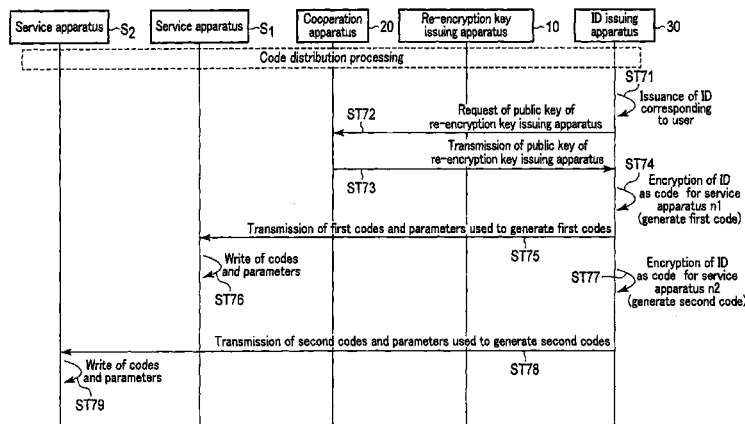 Service apparatus
S2
Service apparatus
S1
Cooperation
apparatus
20
Re-encryption key
issuing apparatus
10
ID issuing
apparatus
30
Code distribution processing
ST71
Issuance of ID
corresponding
to user
ST72
Request of public key of
re-encryption key issuing apparatus
Transmission of public key of
re-encryption key issuing apparatus
ST73
ST74
Encryption of ID
as code for service
apparatus n1
(generate first code)
Transmission of first codes and parameters used to generate first codes
ST75
Write of codes
and parameters
ST76
ST77
Encryption of ID
as code for service
apparatus n2
(generate second code)
Transmission of second codes and parameters used to generate second codes
ST78
Write of codes
and parameters
ST79